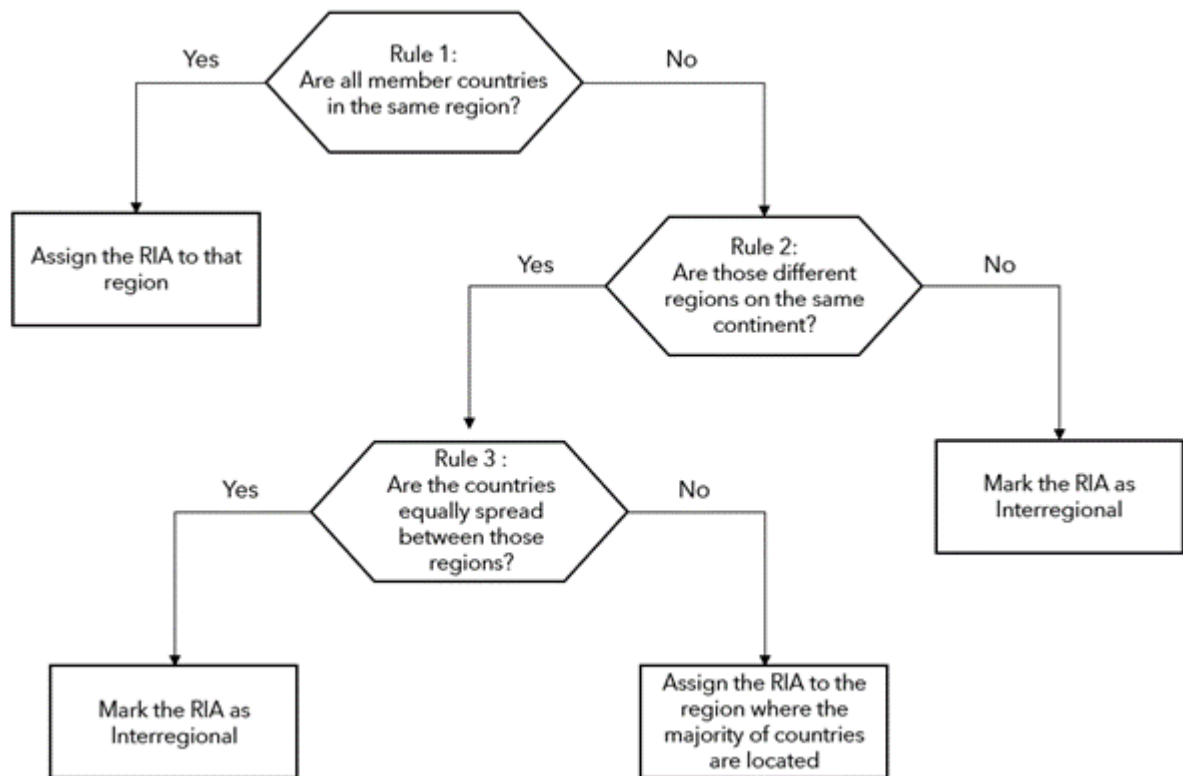 Yes
Rule 1:
Are all member countries
in the same region?
No
Assign the RIA to that
region
Yes
Rule 2:
Are those different
regions on the same
continent?
No
Yes
Rule 3 :
Are the countries
equally spread
between those
regions?
No
Mark the RIA as
Interregional
Mark the RIA as
Interregional
Assign the RIA to the
region where the
majority of countries
are located